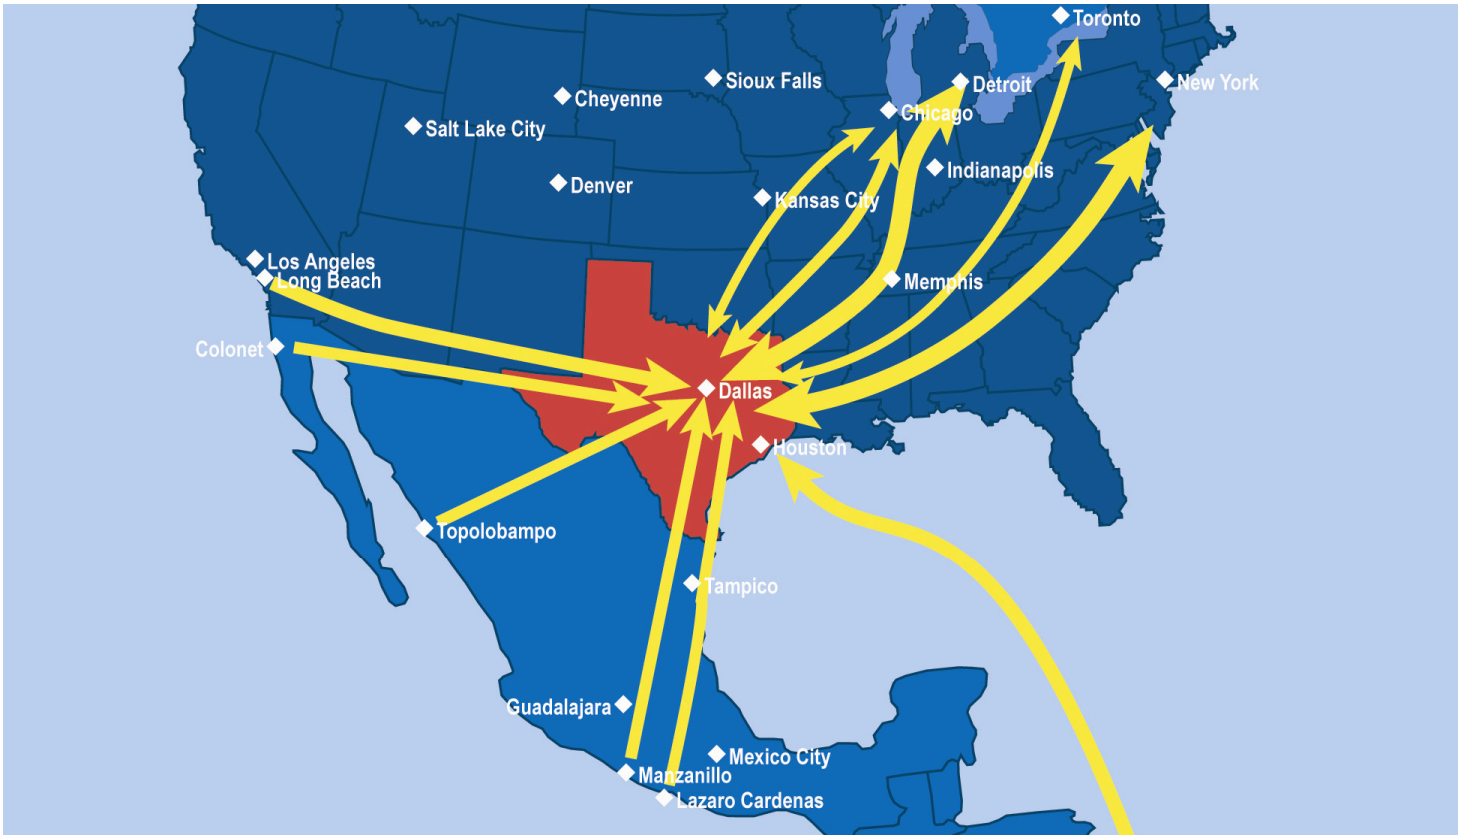 Toronto
Sioux Falls
New York
Detroit
Cheyenne
Chicago
Salt Lake City
Indianapolis
Denver
Kansas City
Los Angeles
Long Beach
Memphis
Colonet
Dallas
Houston
Topolobampo
Tampico
Guadalajara
Mexico City
Manzanillo
Lazaro Cardenas